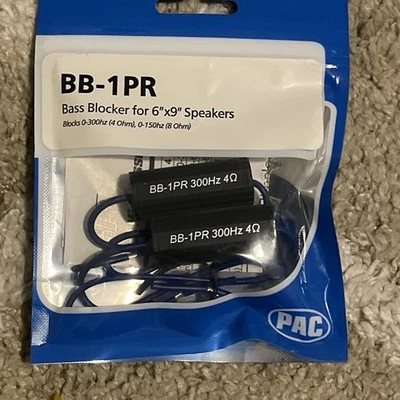 BB-1PR
Bass Blocker for 6"x9" Speakers
Blocks 0-300hz (4 Ohm), 0-150hz (8 Ohm)
BB-1PR 300Hz 4Ω
BB-1PR 300Hz 4Ω
PAC